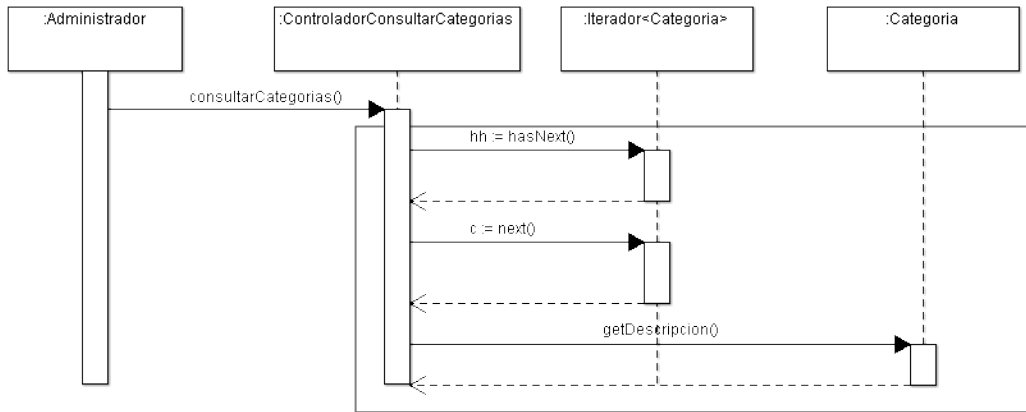 :Administrador
:ControladorConsultarCategorias
:Iterador<Categoria>
:Categoria
consultarCategorias()
hh := hasNext()
c := next()
getDescripcion()